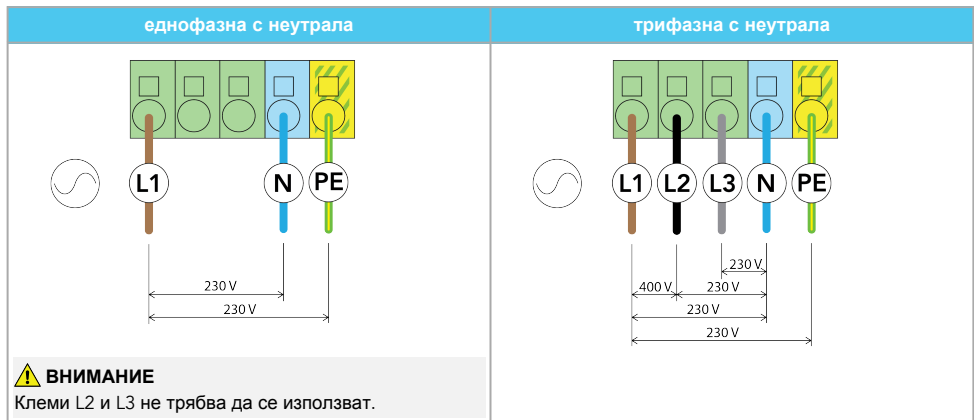 еднофазна с неутрала
L1
N
PE
230 V
230 V
ВНИМАНИЕ
Клеми L2 и L3 не трябва да се използват.
трифазна с неутрала
L1
L2
L3
N
PE
230 V
400 V
230 V
230 V
230 V